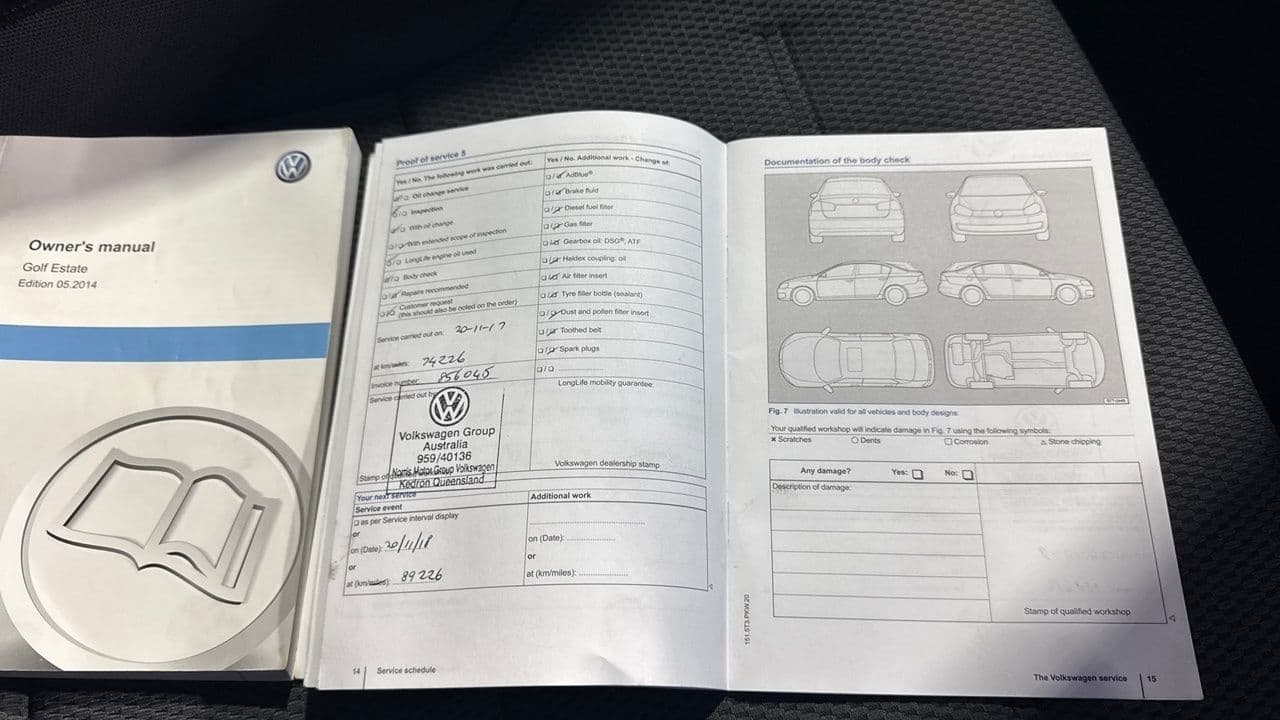 Owner's manual
Golf Estate
Edition 05.2014
Proof of service 5
Yes / No. The following work was carried out:
Oil change service
Inspection
With oil change
With extended scope of inspection
LongLife engine oil used
Body check
Repairs recommended
Customer request
(this should also be noted on the order)
Service carried out on: 20-11-17
at km/miles: 74226
Invoice number: 856045
Service carried out by
Volkswagen Group
Australia
959/40136
Norris Motor Group Volkswagen
Kedron Queensland
Stamp of
Yes / No. Additional work - Change of:
AdBlue®
Brake fluid
Diesel fuel filter
Gas filter
Gearbox oil: DSG®, ATF
Haldex coupling: oil
Air filter insert
Tyre filler bottle (sealant)
Dust and pollen filter insert
Toothed belt
Spark plugs
LongLife mobility guarantee:
Volkswagen dealership stamp
Your next service
Service event
as per Service interval display
or
on (Date): 20/11/18
or
at (km/miles): 89226
Additional work
on (Date):
or
at (km/miles):
14 Service schedule
Documentation of the body check
Fig. 7 Illustration valid for all vehicles and body designs
Your qualified workshop will indicate damage in Fig. 7 using the following symbols:
Scratches Dents Corrosion Stone chipping
Any damage? Yes: No:
Description of damage:
Stamp of qualified workshop
151.5T3.PKW.20
The Volkswagen service 15